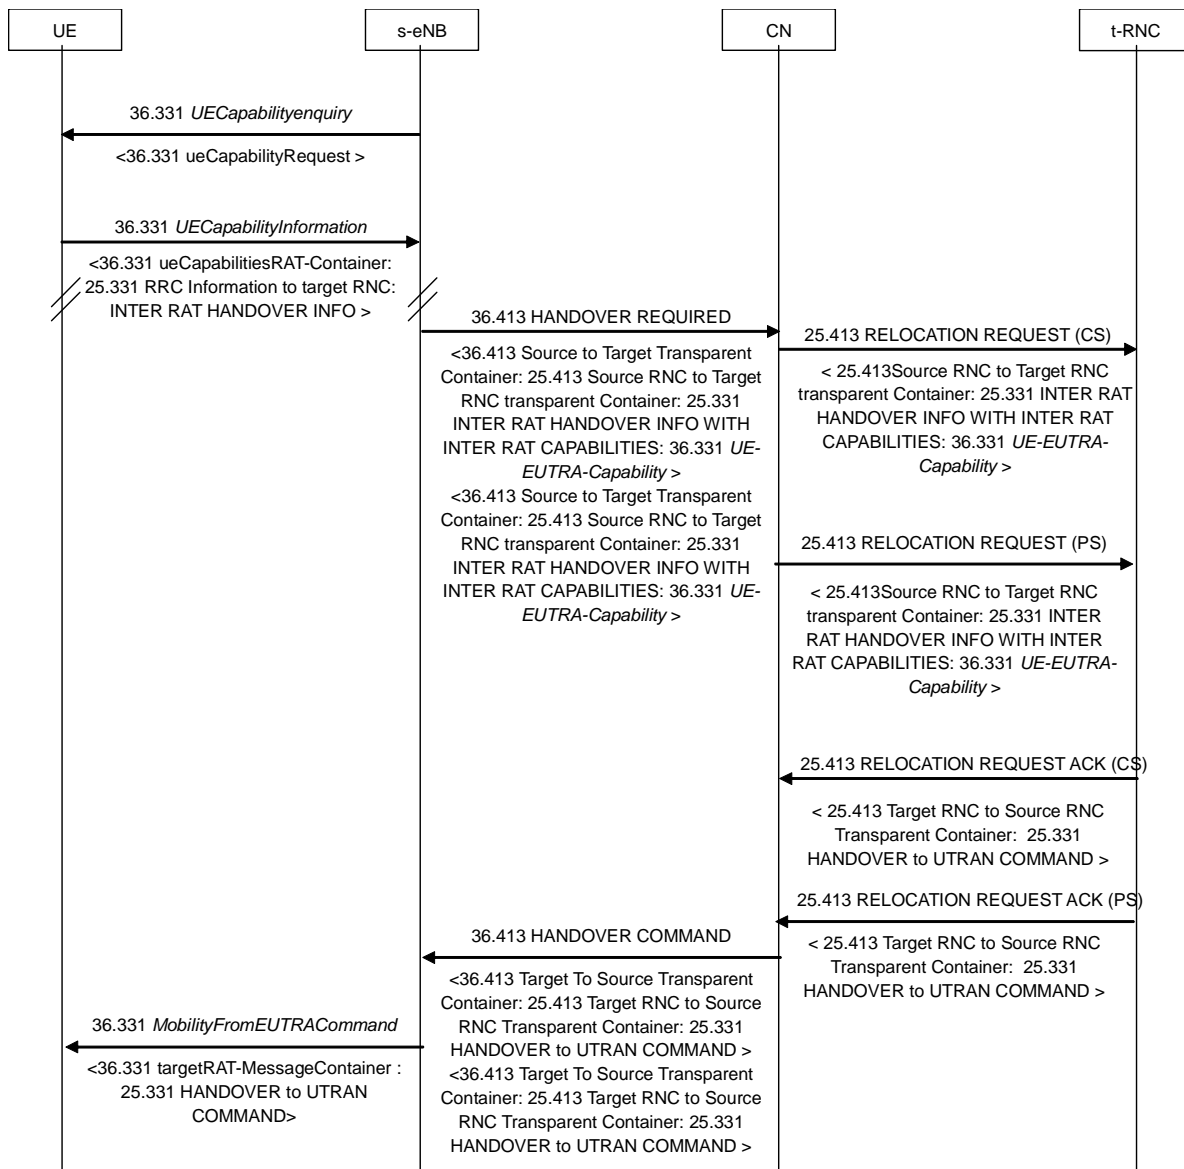 UE
s-eNB
CN
t-RNC
36.331 UECapabilityenquiry
<36.331 ueCapabilityRequest >
36.331 UECapabilityInformation
<36.331 ueCapabilitiesRAT-Container:
25.331 RRC Information to target RNC:
INTER RAT HANDOVER INFO >
36.413 HANDOVER REQUIRED
<36.413 Source to Target Transparent
Container: 25.413 Source RNC to Target
RNC transparent Container: 25.331
INTER RAT HANDOVER INFO WITH
INTER RAT CAPABILITIES: 36.331 UE-
EUTRA-Capability >
<36.413 Source to Target Transparent
Container: 25.413 Source RNC to Target
RNC transparent Container: 25.331
INTER RAT HANDOVER INFO WITH
INTER RAT CAPABILITIES: 36.331 UE-
EUTRA-Capability >
25.413 RELOCATION REQUEST (CS)
< 25.413Source RNC to Target RNC
transparent Container: 25.331 INTER RAT
HANDOVER INFO WITH INTER RAT
CAPABILITIES: 36.331 UE-EUTRA-
Capability >
25.413 RELOCATION REQUEST (PS)
< 25.413Source RNC to Target RNC
transparent Container: 25.331 INTER
RAT HANDOVER INFO WITH INTER
RAT CAPABILITIES: 36.331 UE-EUTRA-
Capability >
25.413 RELOCATION REQUEST ACK (CS)
< 25.413 Target RNC to Source RNC
Transparent Container: 25.331
HANDOVER to UTRAN COMMAND >
25.413 RELOCATION REQUEST ACK (PS)
< 25.413 Target RNC to Source RNC
Transparent Container: 25.331
HANDOVER to UTRAN COMMAND >
36.413 HANDOVER COMMAND
<36.413 Target To Source Transparent
Container: 25.413 Target RNC to Source
RNC Transparent Container: 25.331
HANDOVER to UTRAN COMMAND >
<36.413 Target To Source Transparent
Container: 25.413 Target RNC to Source
RNC Transparent Container: 25.331
HANDOVER to UTRAN COMMAND >
36.331 MobilityFromEUTRACommand
<36.331 targetRAT-MessageContainer :
25.331 HANDOVER to UTRAN
COMMAND>